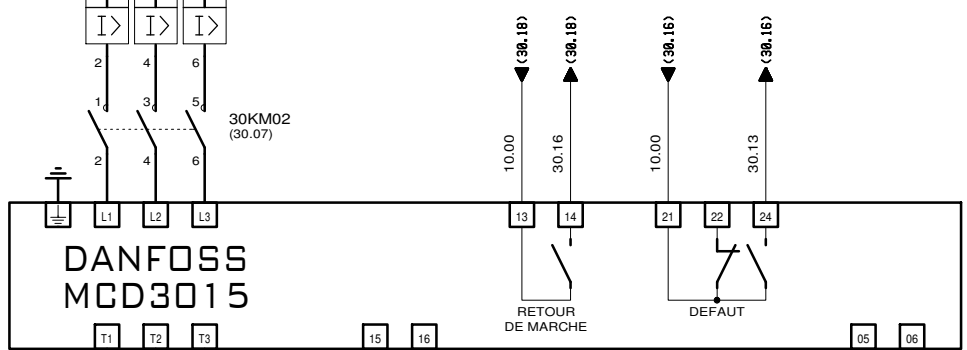 I> I> I>
(30.18) (30.18) (30.16) (30.16)
2 4 6
1 3 5
30KM02
(30.07)
10.00 30.16 10.00 30.13
2 4 6
L1 L2 L3 13 14 21 22 24
DANFOSS
MCD3015
RETOUR
DE MARCHE
DEFAUT
T1 T2 T3 15 16 05 06